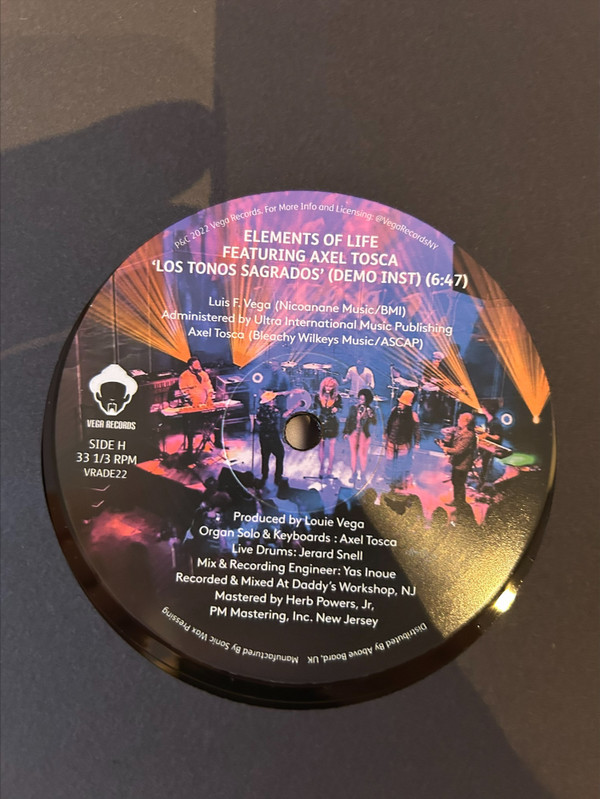 P&C 2022 Vega Records. For More Info and Licensing: @VegaRecordsNY
ELEMENTS OF LIFE
FEATURING AXEL TOSCA
‘LOS TONOS SAGRADOS’ (DEMO INST) (6:47)
Luis F. Vega (Nicoanane Music/BMI)
Administered by Ultra International Music Publishing
Axel Tosca (Bleachy Wilkeys Music/ASCAP)
VEGA RECORDS
SIDE H
33 1/3 RPM
VRADE22
Produced by Louie Vega
Organ Solo & Keyboards : Axel Tosca
Live Drums: Jerard Snell
Mix & Recording Engineer: Yas Inoue
Recorded & Mixed At Daddy's Workshop, NJ
Mastered by Herb Powers, Jr,
PM Mastering, Inc. New Jersey
Distributed By Above Board, UK Manufactured By Sonic Wax Pressing